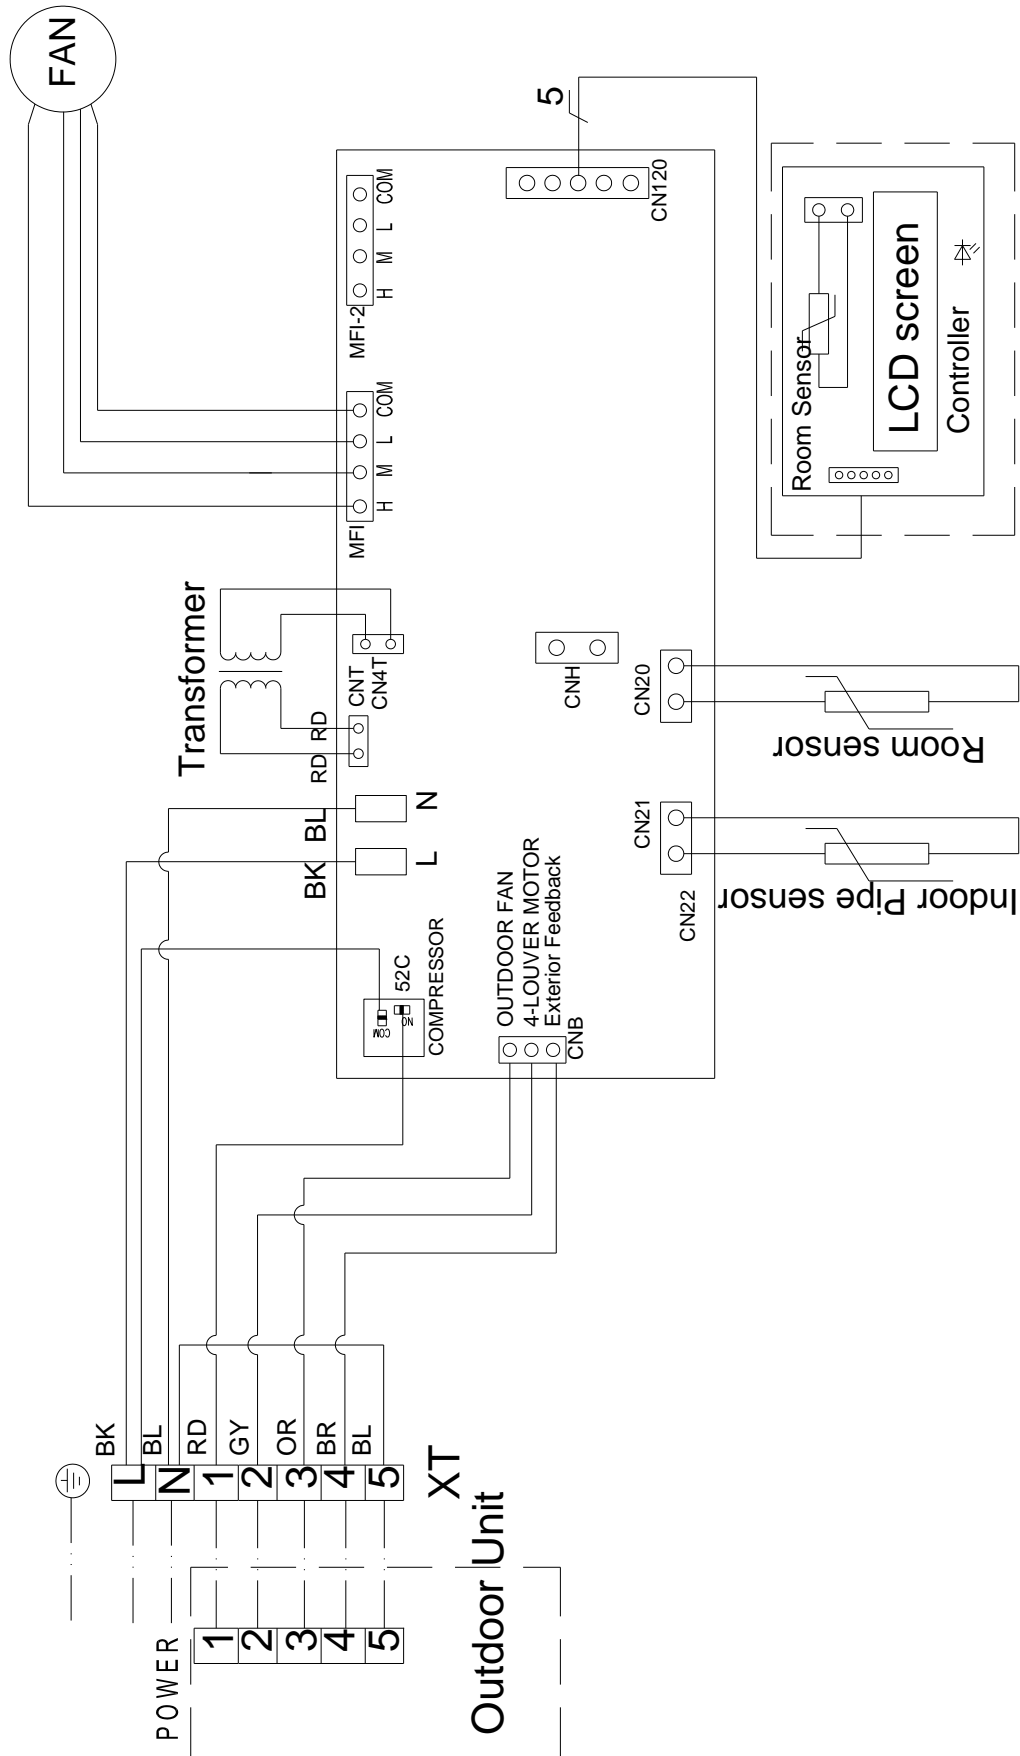 FAN
5
CN120
COM
L
M
H
MFI-2
COM
L
M
H
MFI
Room Sensor
LCD screen
Controller
Transformer
CNT
CN4T
RD
RD
CNH
CN20
Room sensor
BL
N
BK
L
CN21
CN22
Indoor Pipe sensor
COM
NO
52C
COMPRESSOR
OUTDOOR FAN
4-LOUVER MOTOR
Exterior Feedback
CNB
BK
BL
RD
GY
OR
BR
BL
L
N
1
2
3
4
5
XT
POWER
1
2
3
4
5
Outdoor Unit